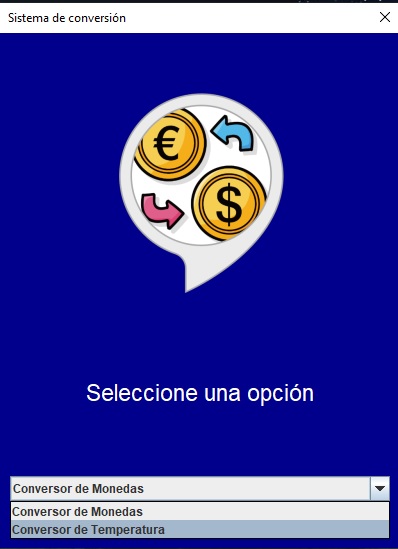 Sistema de conversión
€
$
Seleccione una opción
Conversor de Monedas
Conversor de Monedas
Conversor de Temperatura